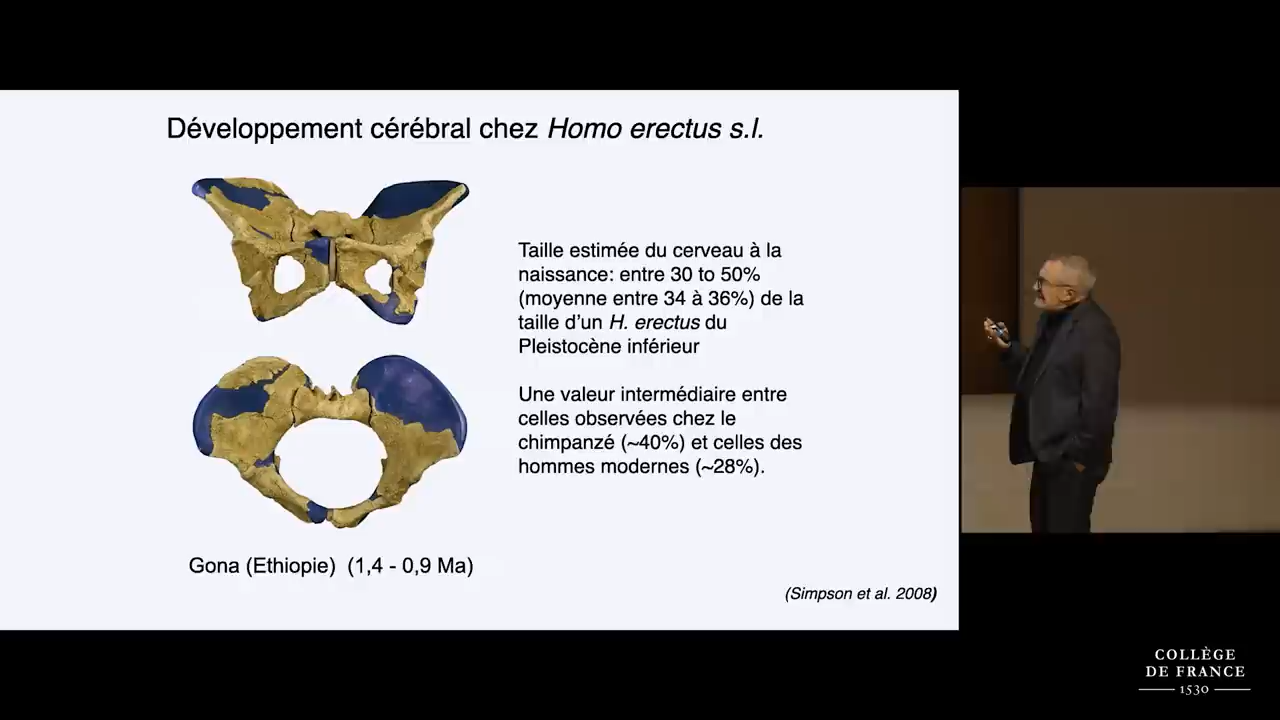 Développement cérébral chez Homo erectus s.l.
Taille estimée du cerveau à la
naissance: entre 30 to 50%
(moyenne entre 34 à 36%) de la
taille d'un H. erectus du
Pleistocène inférieur
Une valeur intermédiaire entre
celles observées chez le
chimpanzé (~40%) et celles des
hommes modernes (~28%).
Gona (Ethiopie) (1,4 - 0,9 Ma)
(Simpson et al. 2008)
COLLÈGE
DE FRANCE
1530